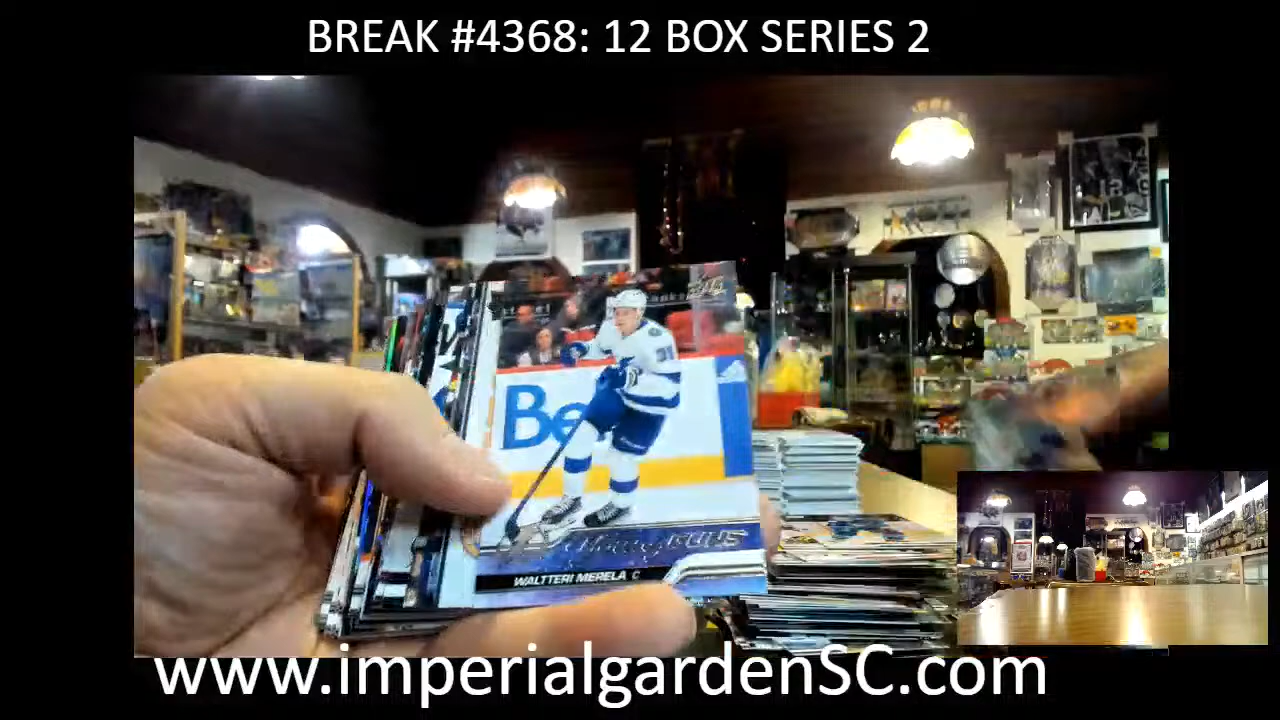 BREAK #4368: 12 BOX SERIES 2
Be
WALTTERI MERELA C
www.imperialgardenSC.com